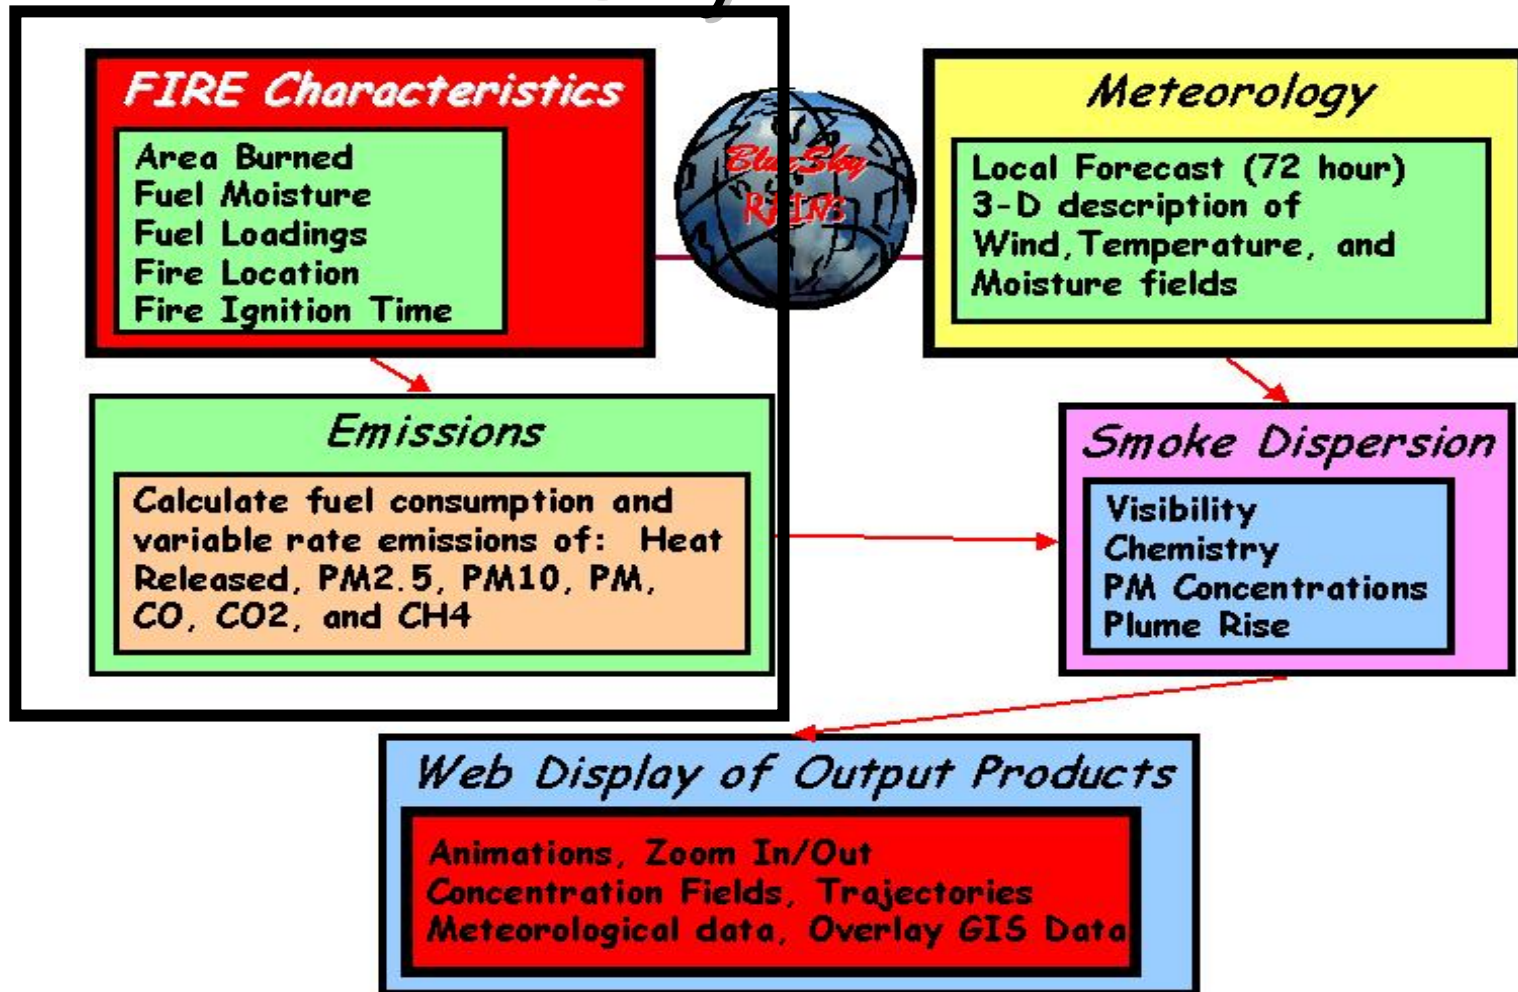 FIRE Characteristics
Area Burned
Fuel Moisture
Fuel Loadings
Fire Location
Fire Ignition Time
BlueSky
RAINS
Meteorology
Local Forecast (72 hour)
3-D description of
Wind,Temperature, and
Moisture fields
Emissions
Calculate fuel consumption and
variable rate emissions of: Heat
Released, PM2.5, PM10, PM,
CO, CO2, and CH4
Smoke Dispersion
Visibility
Chemistry
PM Concentrations
Plume Rise
Web Display of Output Products
Animations, Zoom In/Out
Concentration Fields, Trajectories
Meteorological data, Overlay GIS Data